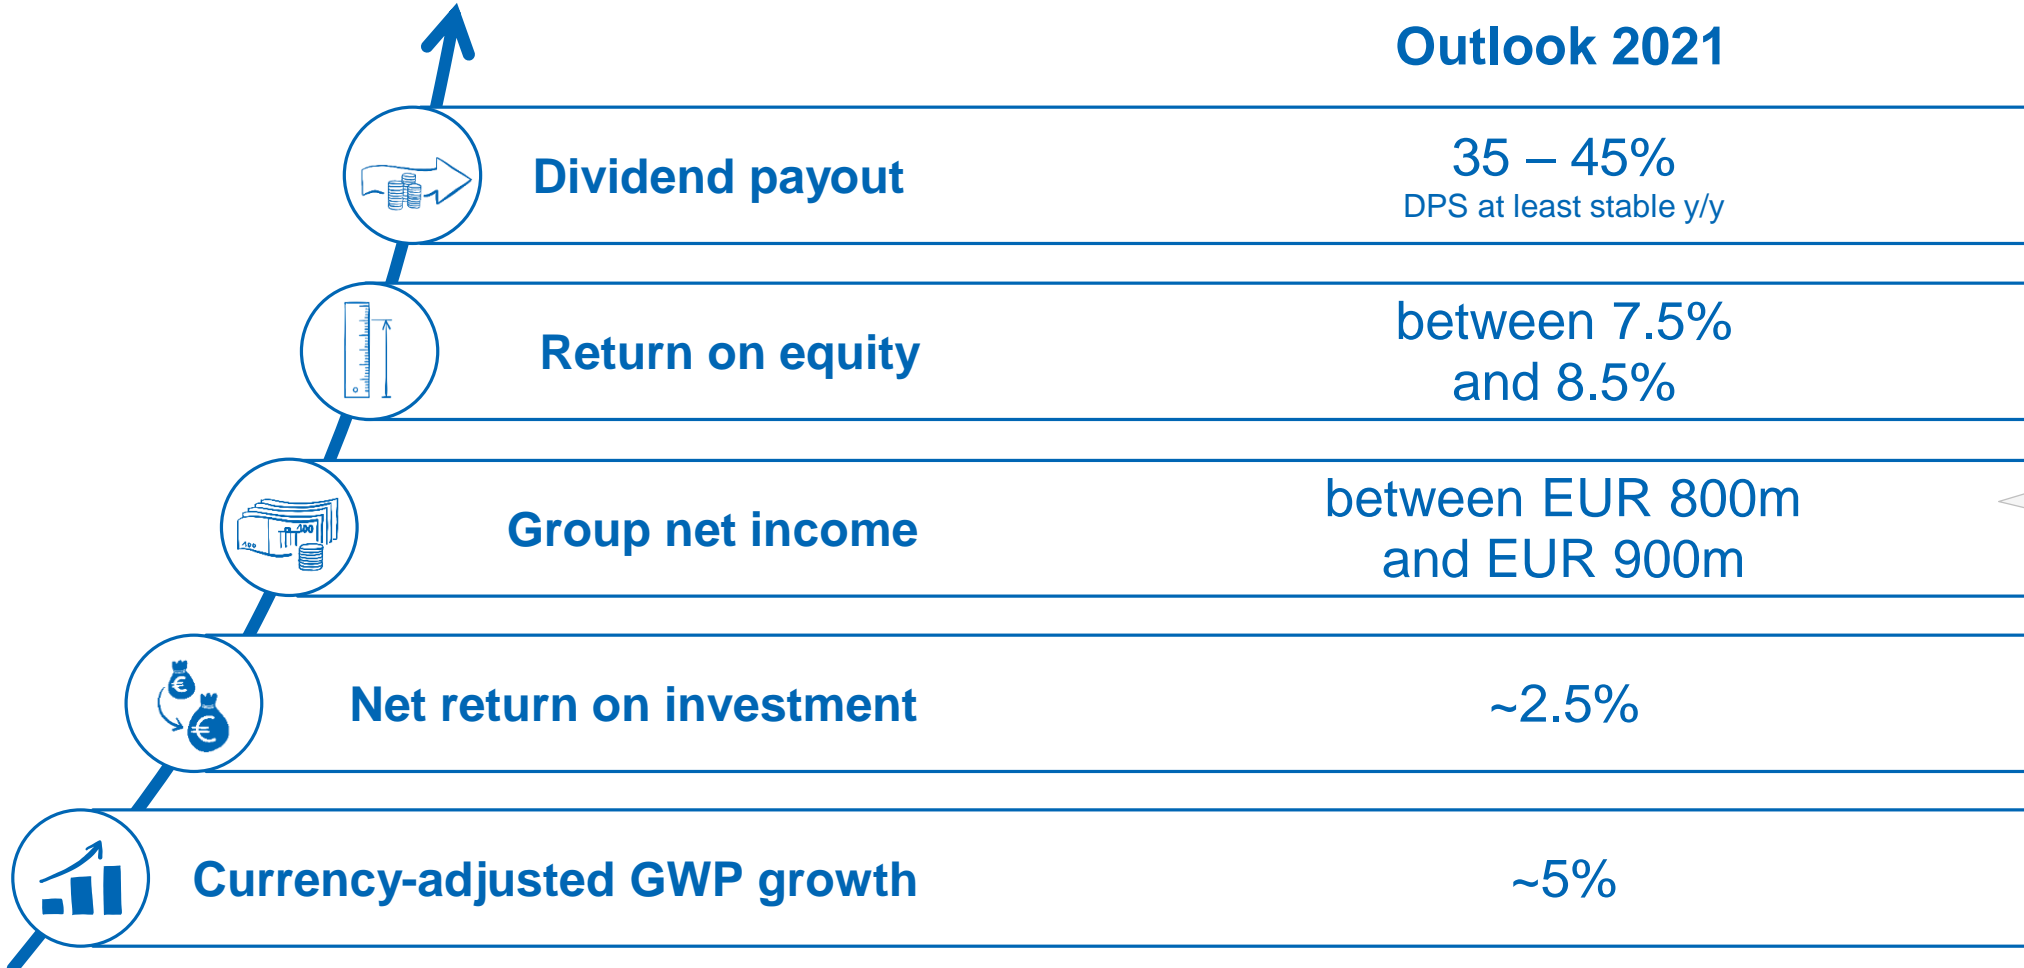 Outlook 2021
Dividend payout
35 – 45%
DPS at least stable y/y
Return on equity
between 7.5%
and 8.5%
Group net income
between EUR 800m
and EUR 900m
Net return on investment
~2.5%
Currency-adjusted GWP growth
~5%
100
100
€
€